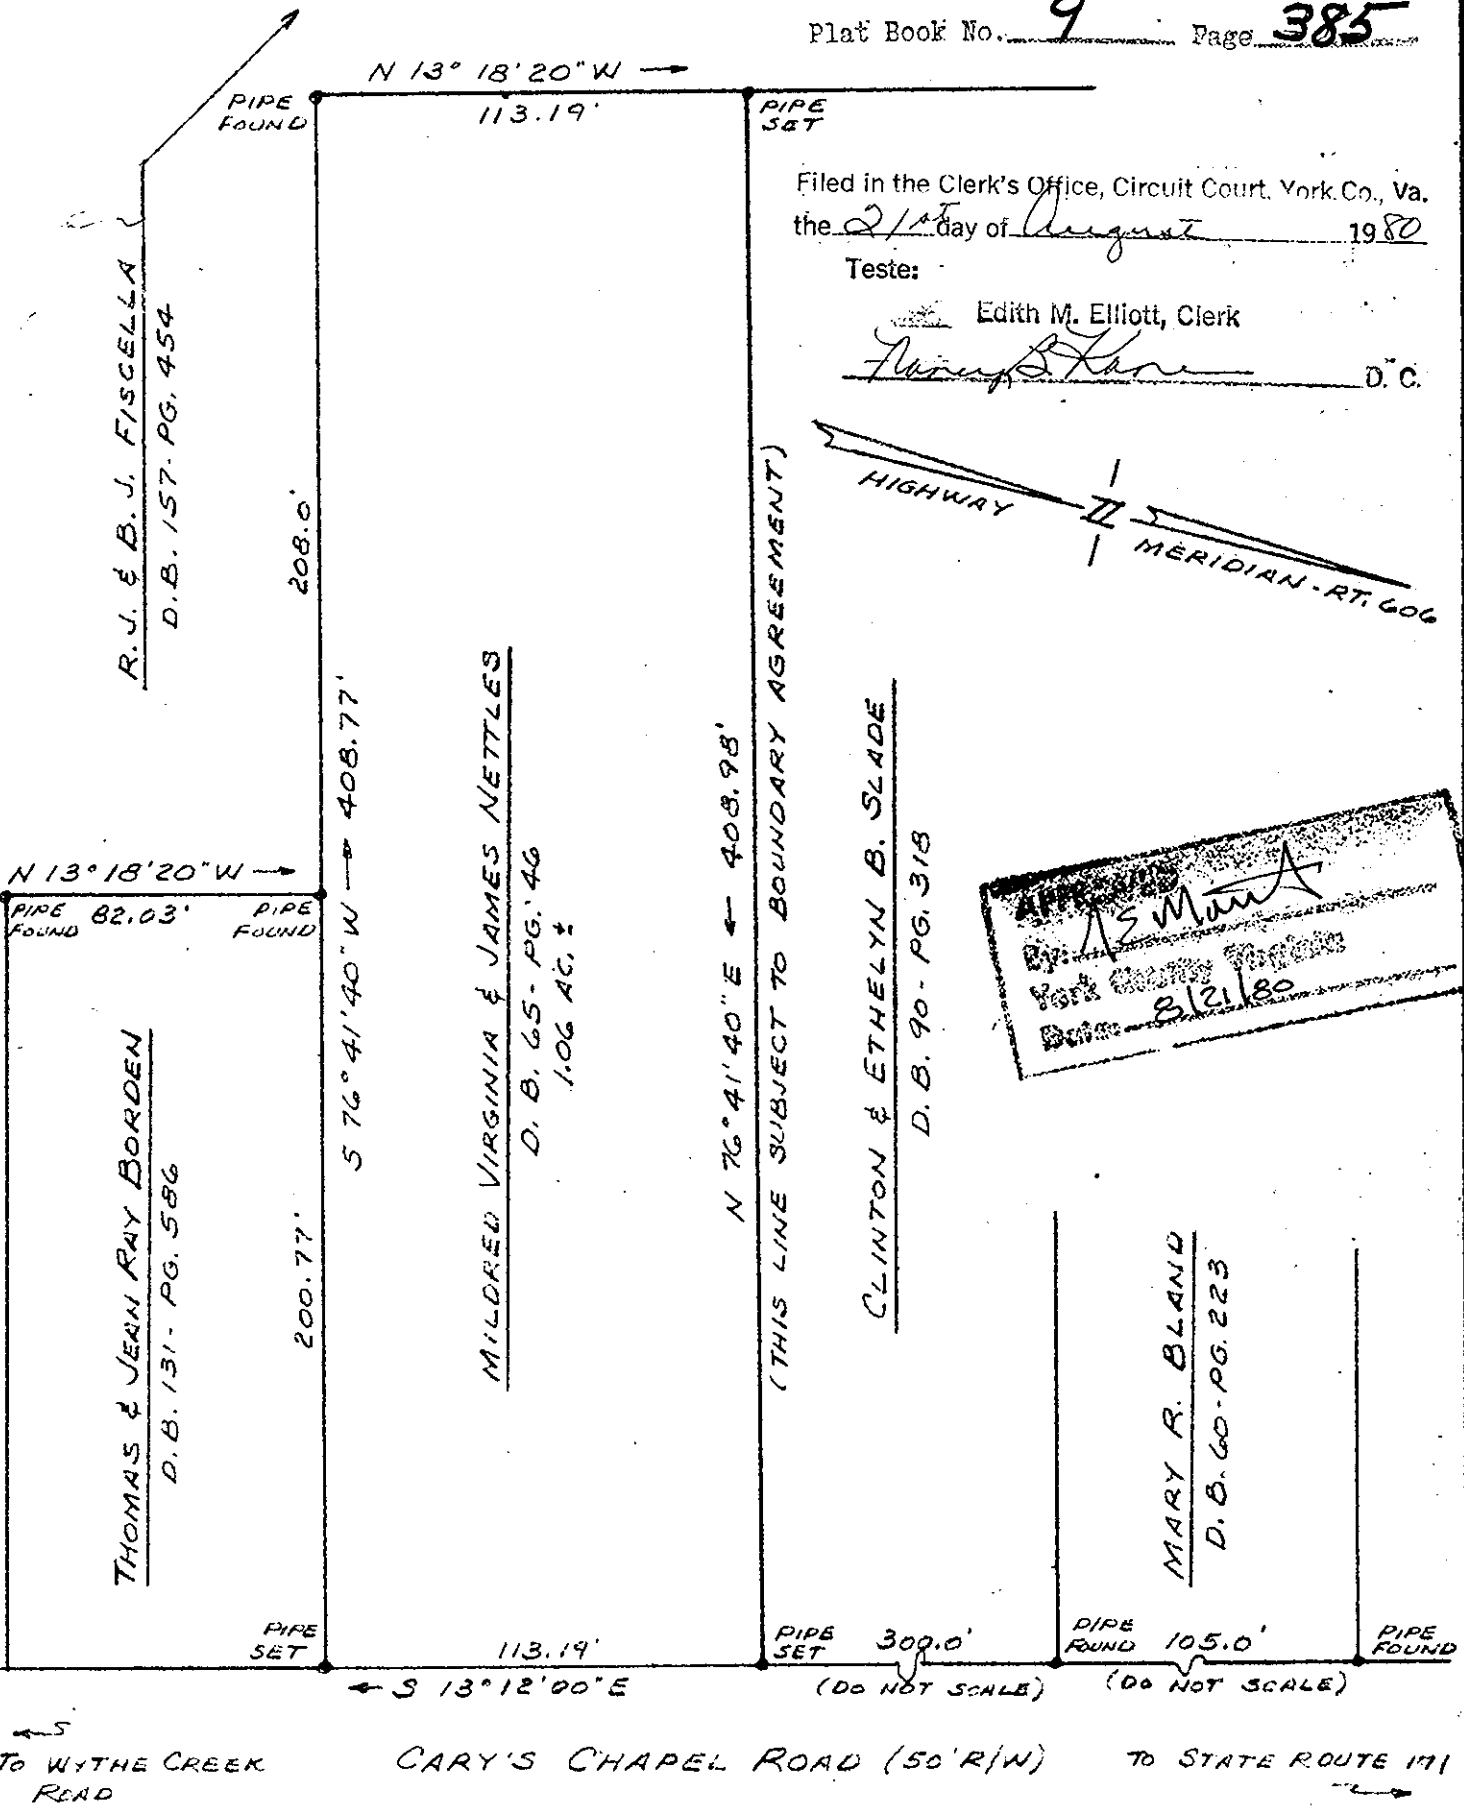 Plat Book No. 9 Page 385
N 13° 18'20"W →
113.19'
PIPE
FOUND
PIPE
SET
Filed in the Clerk's Office, Circuit Court, York Co., Va.
the 21st day of August 1980
Teste:
Edith M. Elliott, Clerk
Nancy B. Kane D. C.
HIGHWAY II MERIDIAN - RT. 606
R. J. & B. J. FISCELLA
D.B. 157 - PG. 454
208.0'
S 76° 41'40"W → 408.77'
MILDRED VIRGINIA & JAMES NETTLES
D. B. 65 - PG. 46
1.06 AC. ±
N 76° 41'40"E ← 408.98'
(THIS LINE SUBJECT TO BOUNDARY AGREEMENT)
CLINTON & ETHELYN B. SLADE
D. B. 90 - PG. 318
APPROVED
By:
York County
Date 8/21/80
N 13° 18'20"W →
PIPE
FOUND
82.03'
PIPE
FOUND
THOMAS & JEAN RAY BORDEN
D. B. 131 - PG. 586
200.77'
MARY R. BLAND
D. B. 60 - PG. 223
PIPE
SET
113.19'
PIPE
SET
300.0'
PIPE
FOUND
105.0'
PIPE
FOUND
← S 13° 12'00"E
(DO NOT SCALE)
(DO NOT SCALE)
← S
TO WYTHE CREEK
ROAD
CARY'S CHAPEL ROAD (50' R/W)
TO STATE ROUTE 171